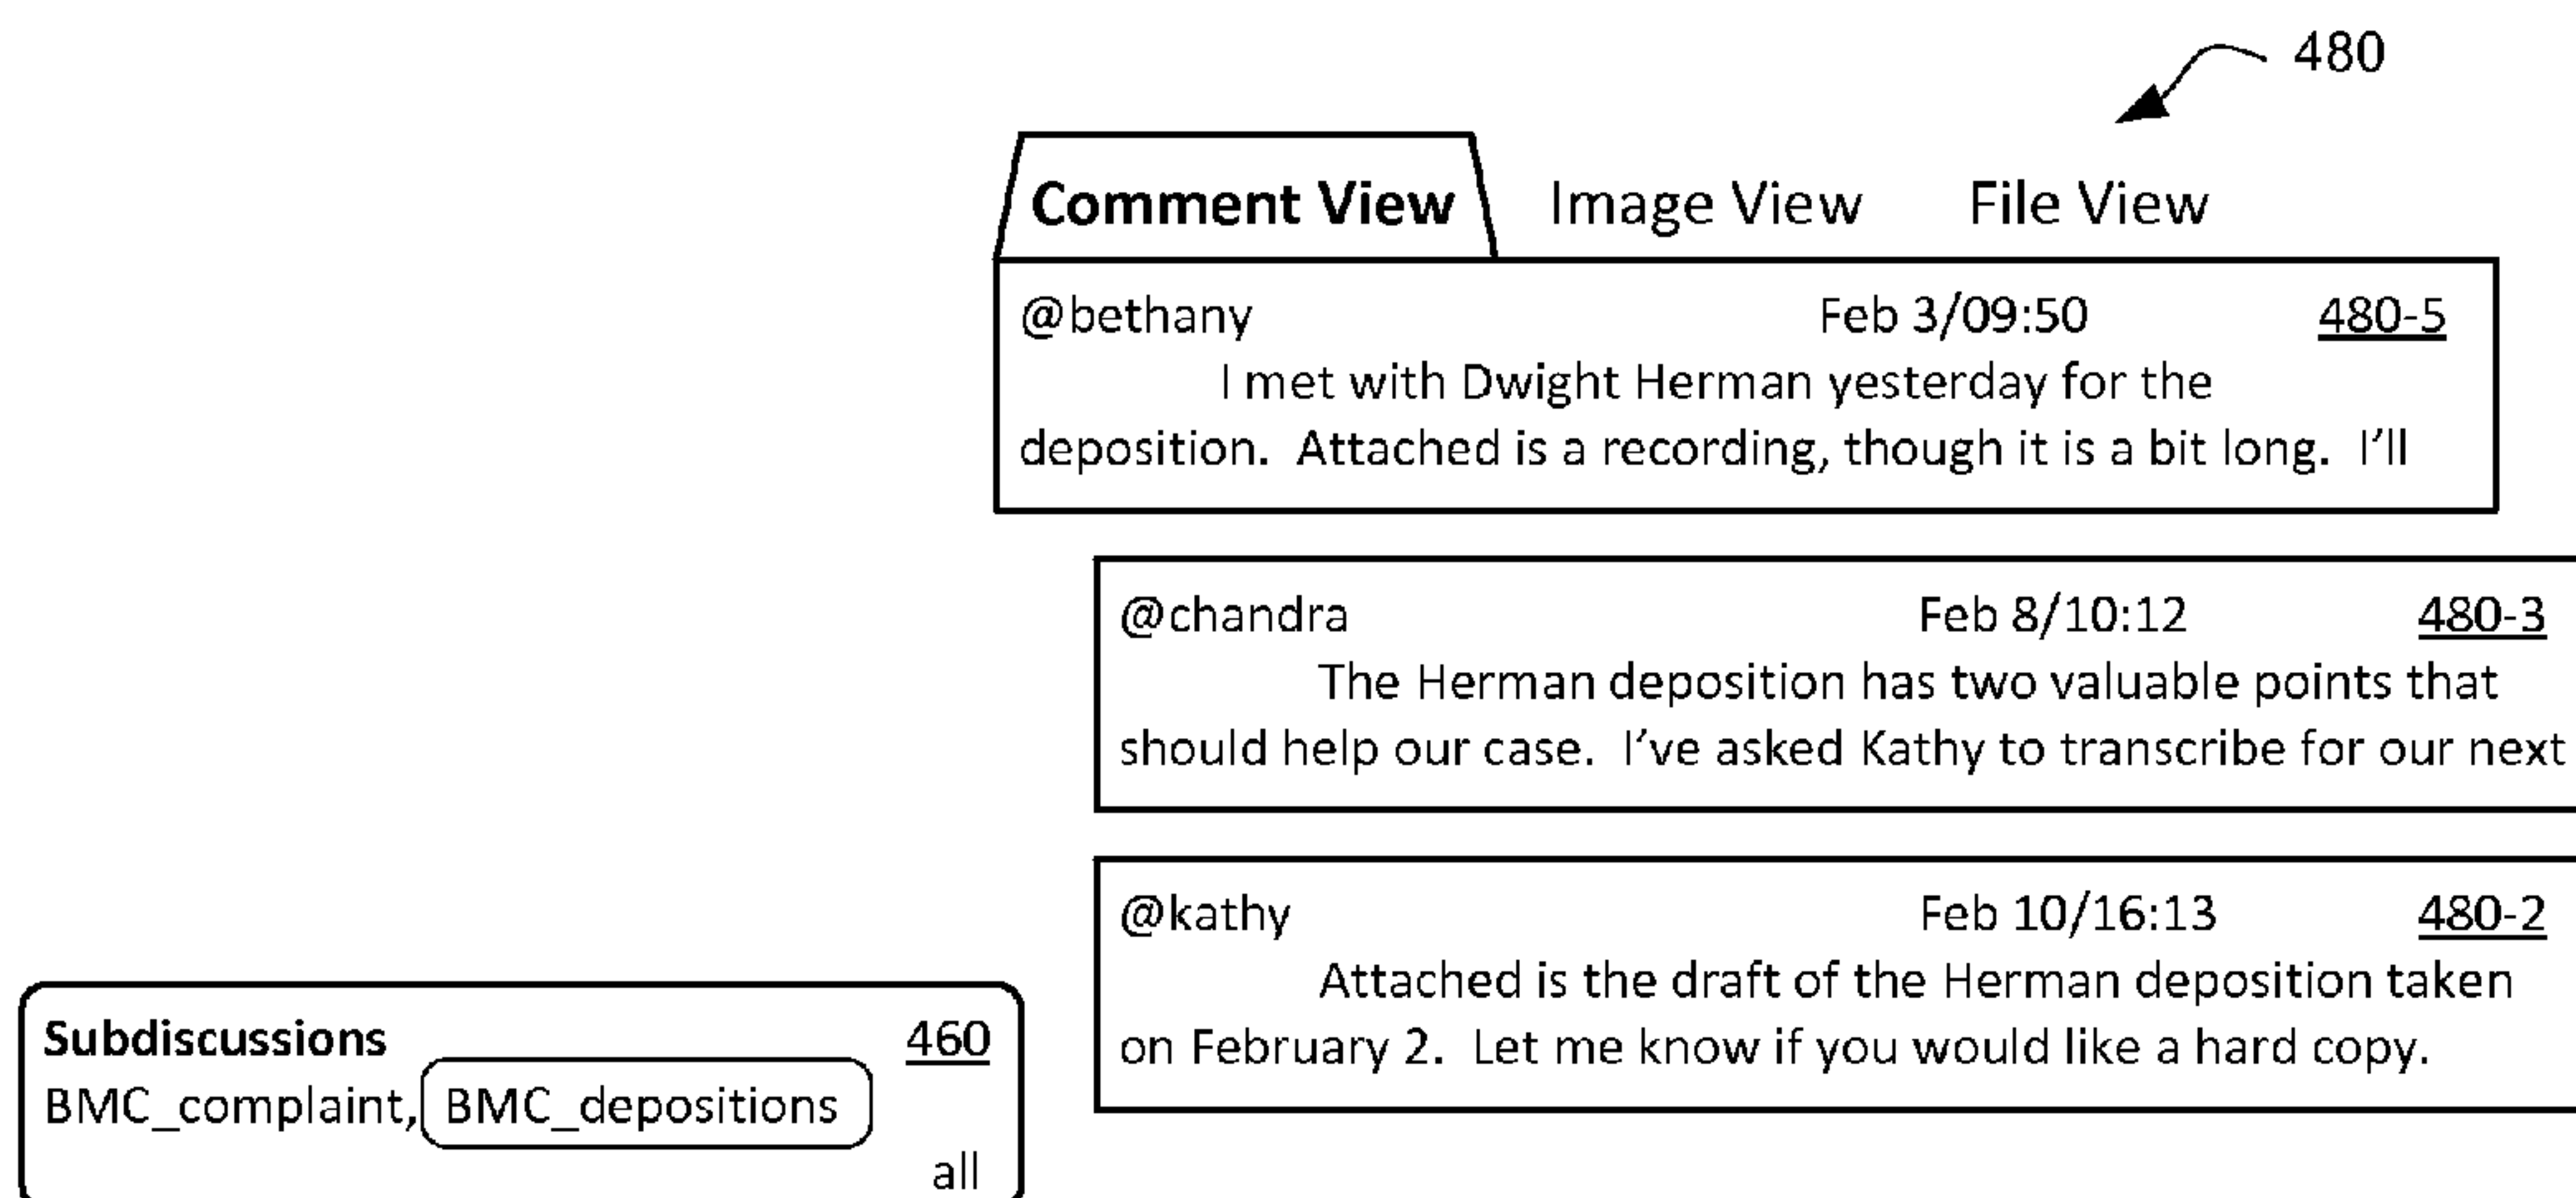 480
Comment View Image View File View
@bethany Feb 3/09:50 480-5
I met with Dwight Herman yesterday for the
deposition. Attached is a recording, though it is a bit long. I'll
@chandra Feb 8/10:12 480-3
The Herman deposition has two valuable points that
should help our case. I've asked Kathy to transcribe for our next
@kathy Feb 10/16:13 480-2
Attached is the draft of the Herman deposition taken
on February 2. Let me know if you would like a hard copy.
Subdiscussions 460
BMC_complaint, BMC_depositions
all